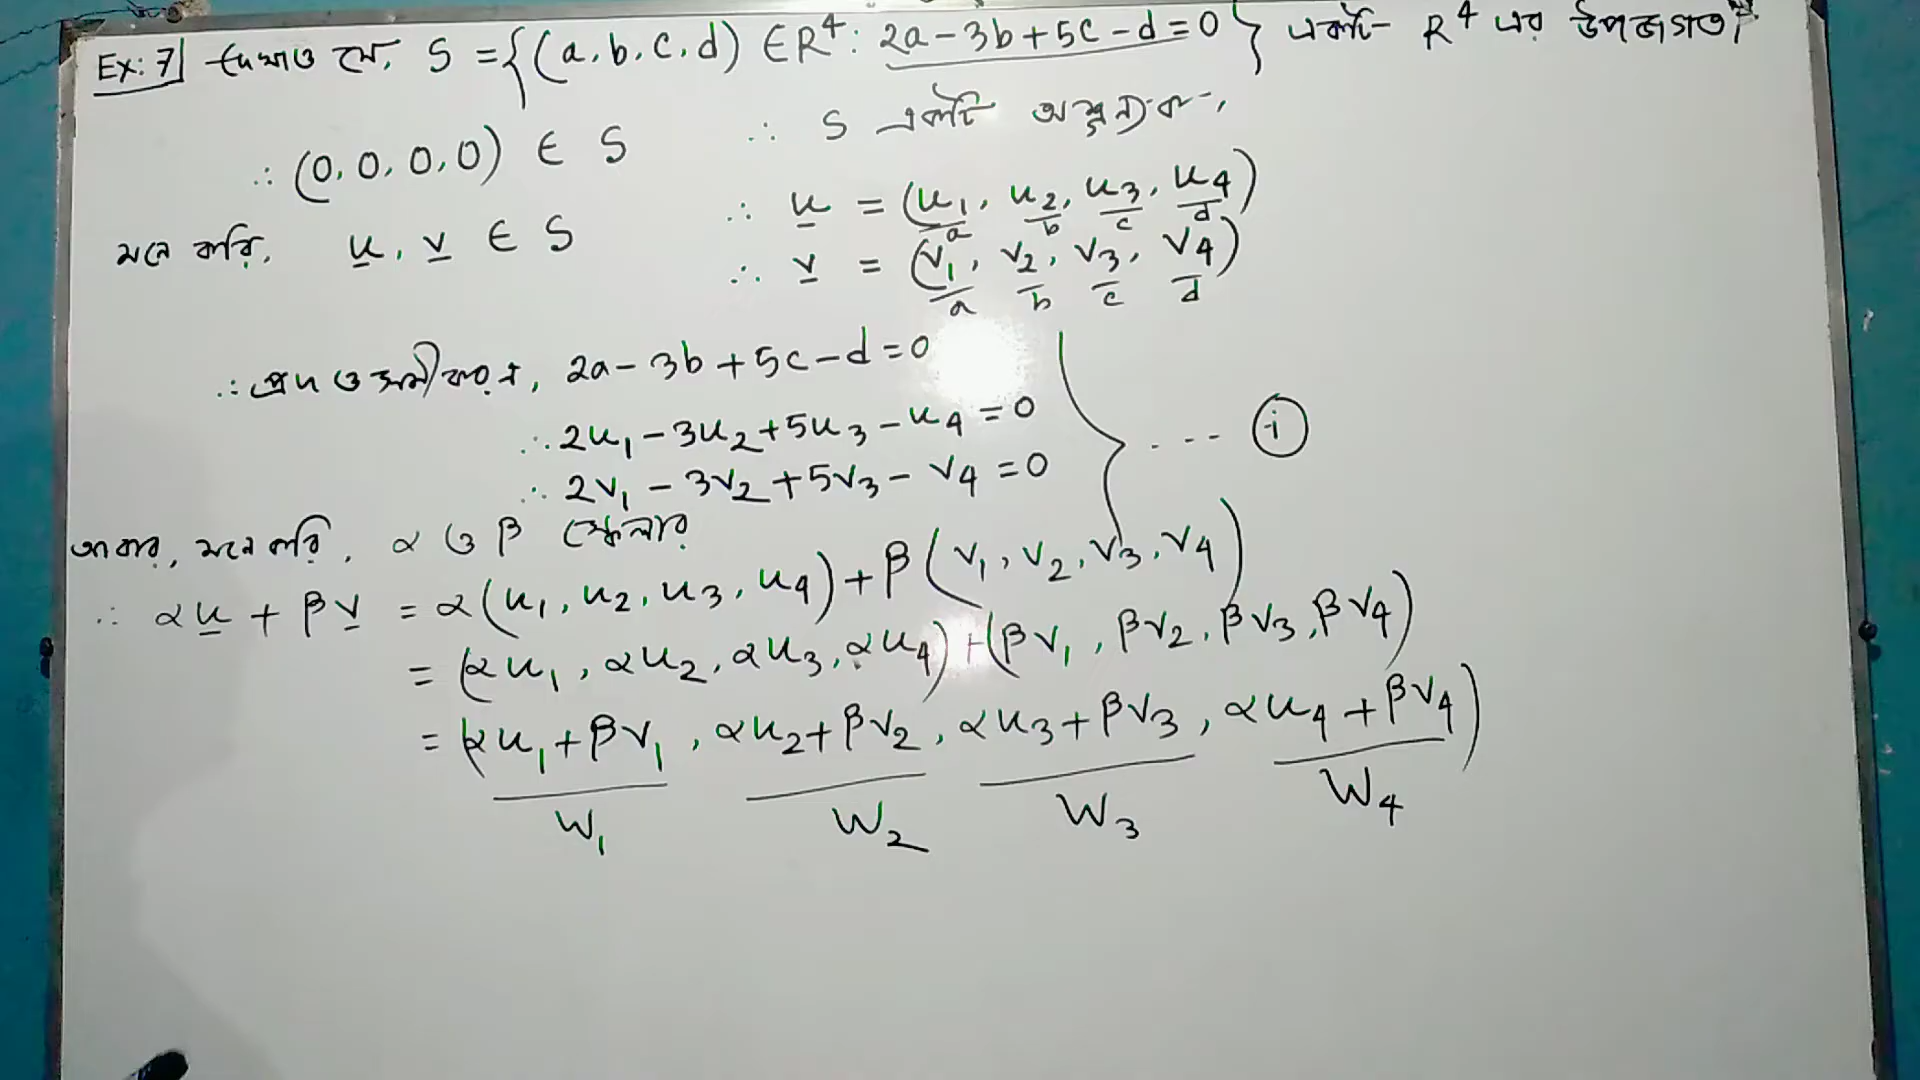 Ex: 7| দেখাও যে, S = {(a, b, c, d) ∈ R⁴ : 2a - 3b + 5c - d = 0} একটি R⁴ এর উপজগত।
∴ (0, 0, 0, 0) ∈ S ∴ S একটি অশূন্য
মনে করি, u, v ∈ S ∴ u = (u₁, u₂, u₃, u₄)
a b c d
∴ v = (v₁, v₂, v₃, v₄)
a b c d
∴ প্রদত্ত সমীকরণ, 2a - 3b + 5c - d = 0
∴ 2u₁ - 3u₂ + 5u₃ - u₄ = 0 } . --- (i)
∴ 2v₁ - 3v₂ + 5v₃ - v₄ = 0
আবার, মনে করি, α ও β স্কেলার
∴ αu + βv = α(u₁, u₂, u₃, u₄) + β(v₁, v₂, v₃, v₄)
= (αu₁, αu₂, αu₃, αu₄) + (βv₁, βv₂, βv₃, βv₄)
= (αu₁ + βv₁, αu₂ + βv₂, αu₃ + βv₃, αu₄ + βv₄)
W₁ W₂ W₃ W₄